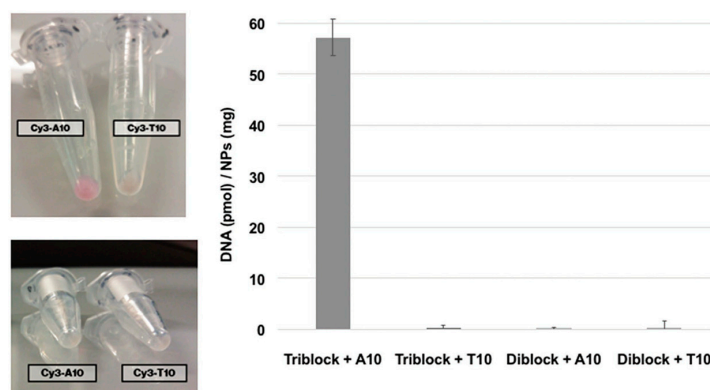 Cy3-A10
Cy3-T10
Cy3-A10
Cy3-T10
DNA (pmol) / NPs (mg)
60
50
40
30
20
10
0
Triblock + A10
Triblock + T10
Diblock + A10
Diblock + T10